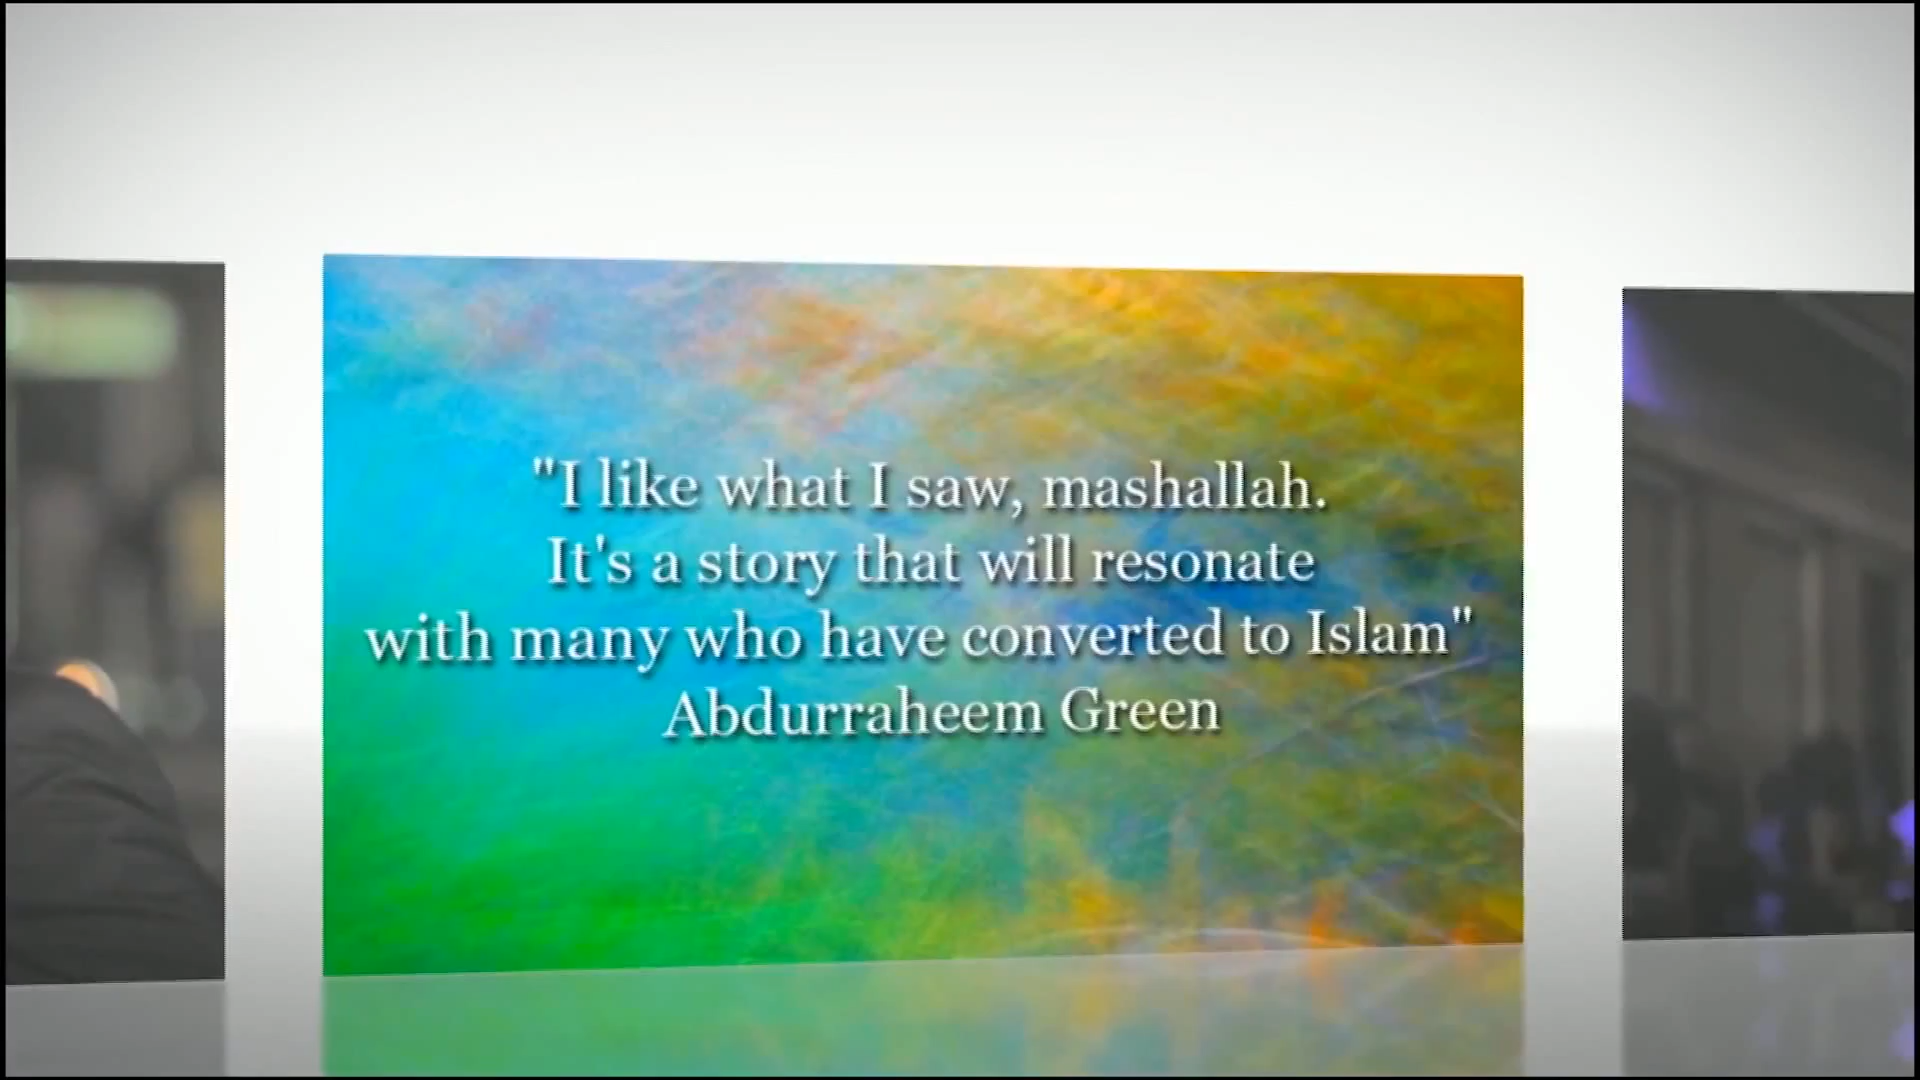 "I like what I saw, mashallah.
It's a story that will resonate
with many who have converted to Islam"
Abdurraheem Green